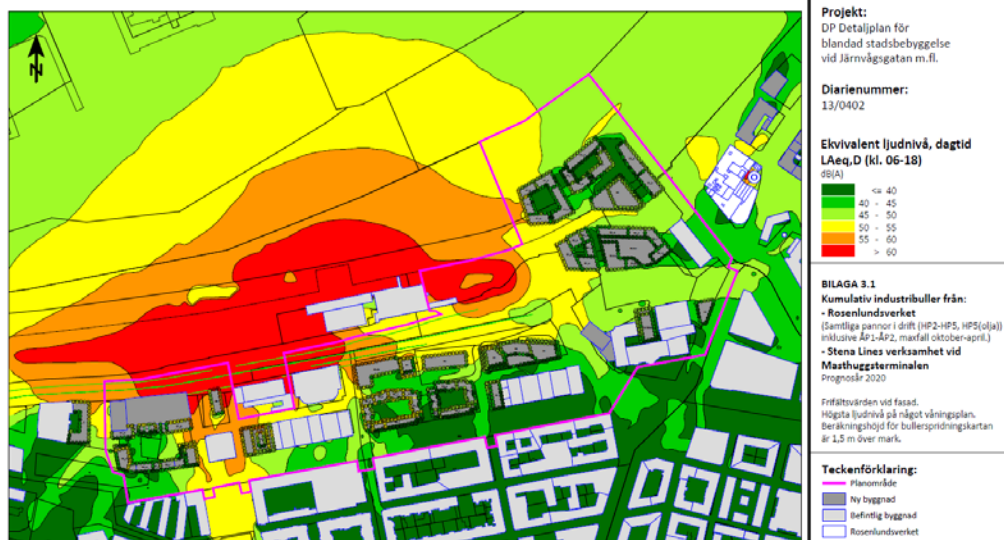 N
Projekt:
DP Detaljplan för
blandad stadsbebyggelse
vid Järnvågsgatan m.fl.
Diarienummer:
13/0402
Ekvivalent ljudnivå, dagtid
LAeq,D (kl. 06-18)
dB(A)
<= 40
40 - 45
45 - 50
50 - 55
55 - 60
> 60
BILAGA 3.1
Kumulativ industribuller från:
- Rosenlundsverket
(Samtliga pannor i drift (HP2-HP5, HP5(olja))
inklusive ÅP1-ÅP2, maxfall oktober-april.)
- Stena Lines verksamhet vid
Masthuggsterminalen
Prognosår 2020
Frifältsvärden vid fasad.
Högsta ljudnivå på något våningsplan.
Beräkningshöjd för bullerspridningskartan
är 1,5 m över mark.
Teckenförklaring:
Planområde
Ny byggnad
Befintlig byggnad
Rosenlundsverket